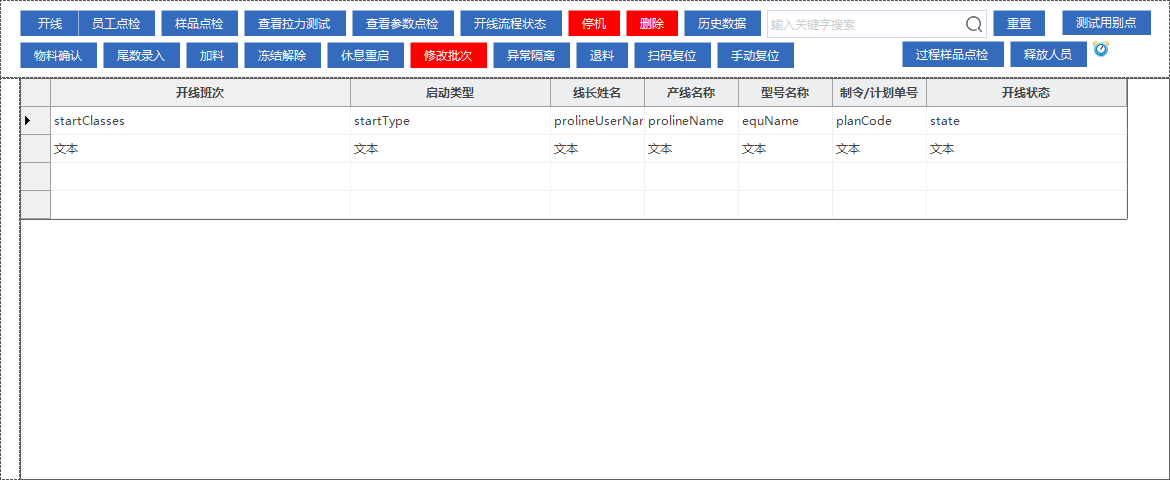 开线 员工点检 样品点检 查看拉力测试 查看参数点检 开线流程状态 停机 删除 历史数据 输入关键字搜索 重置 测试用别点
物料确认 尾数录入 加料 冻结解除 休息重启 修改批次 异常隔离 退料 扫码复位 手动复位 过程样品点检 释放人员
开线班次 启动类型 线长姓名 产线名称 型号名称 制令/计划单号 开线状态
startClasses startType prolineUserNar prolineName equName planCode state
文本 文本 文本 文本 文本 文本 文本